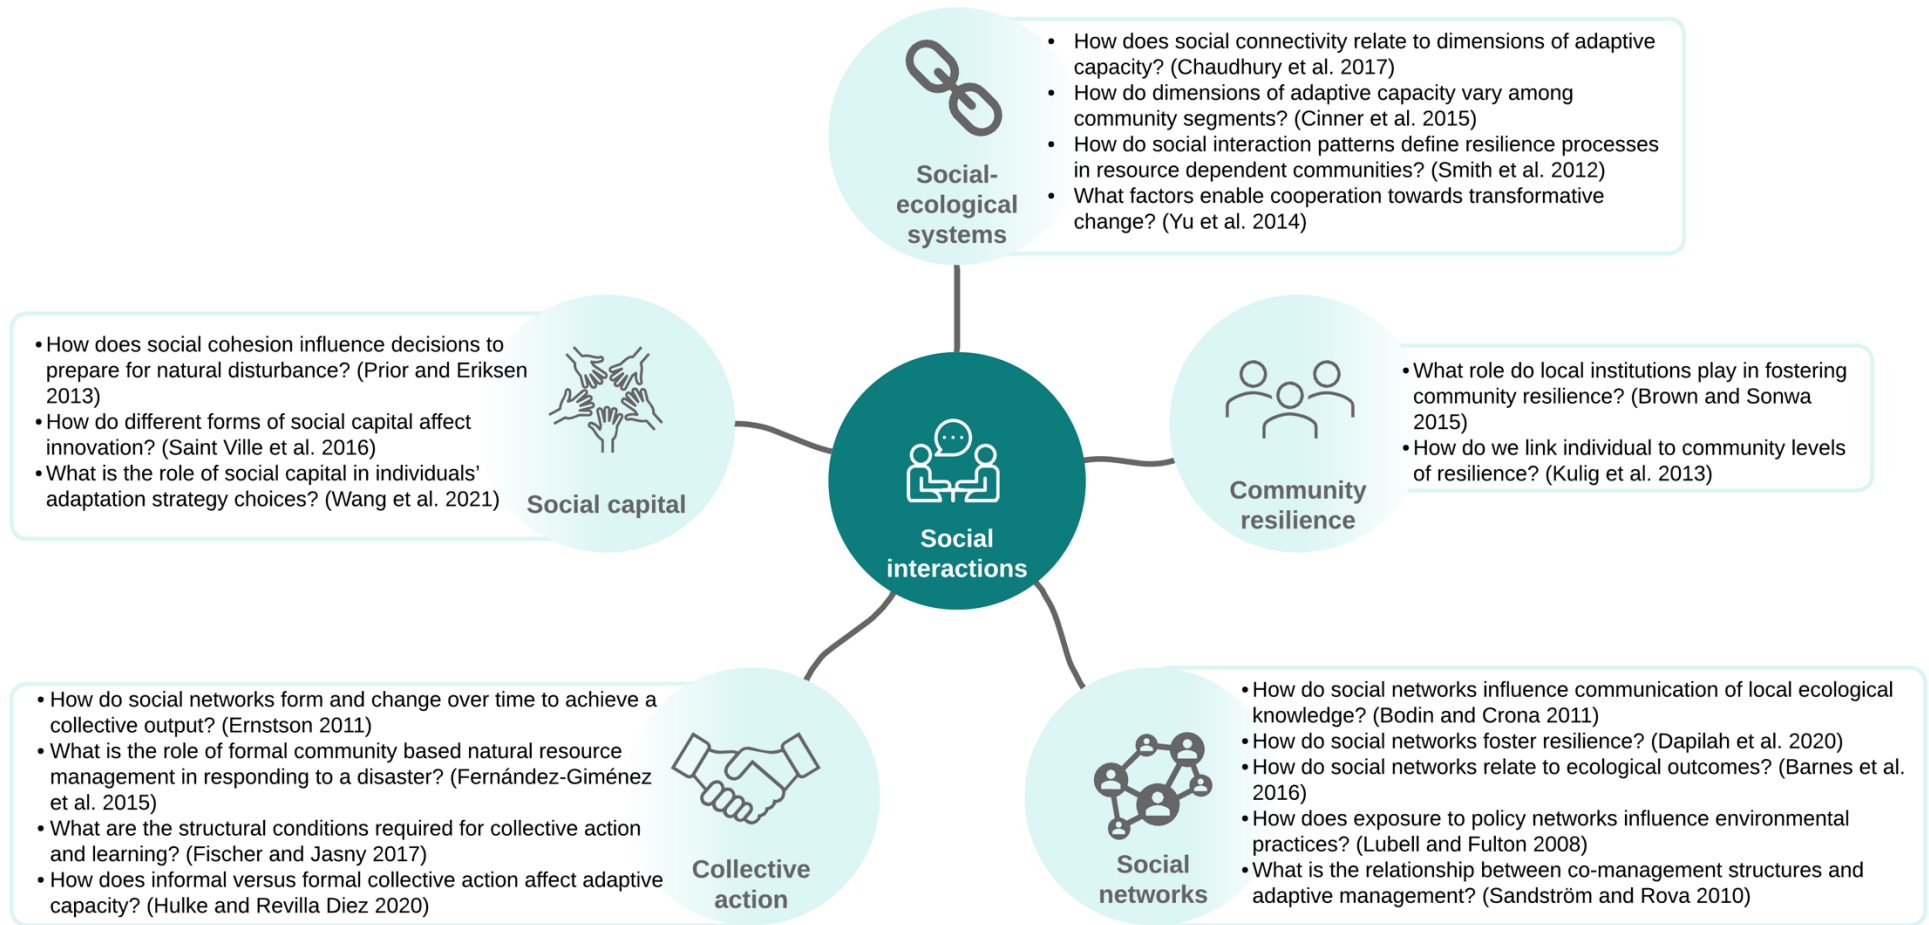 • How does social connectivity relate to dimensions of adaptive
capacity? (Chaudhury et al. 2017)
• How do dimensions of adaptive capacity vary among
community segments? (Cinner et al. 2015)
• How do social interaction patterns define resilience processes
in resource dependent communities? (Smith et al. 2012)
• What factors enable cooperation towards transformative
change? (Yu et al. 2014)
Social-
ecological
systems
• How does social cohesion influence decisions to
prepare for natural disturbance? (Prior and Eriksen
2013)
• How do different forms of social capital affect
innovation? (Saint Ville et al. 2016)
• What is the role of social capital in individuals’
adaptation strategy choices? (Wang et al. 2021)
Social capital
Social
interactions
Community
resilience
• What role do local institutions play in fostering
community resilience? (Brown and Sonwa
2015)
• How do we link individual to community levels
of resilience? (Kulig et al. 2013)
• How do social networks form and change over time to achieve a
collective output? (Ernstson 2011)
• What is the role of formal community based natural resource
management in responding to a disaster? (Fernández-Giménez
et al. 2015)
• What are the structural conditions required for collective action
and learning? (Fischer and Jasny 2017)
• How does informal versus formal collective action affect adaptive
capacity? (Hulke and Revilla Diez 2020)
Collective
action
Social
networks
• How do social networks influence communication of local ecological
knowledge? (Bodin and Crona 2011)
• How do social networks foster resilience? (Dapilah et al. 2020)
• How do social networks relate to ecological outcomes? (Barnes et al.
2016)
• How does exposure to policy networks influence environmental
practices? (Lubell and Fulton 2008)
• What is the relationship between co-management structures and
adaptive management? (Sandström and Rova 2010)